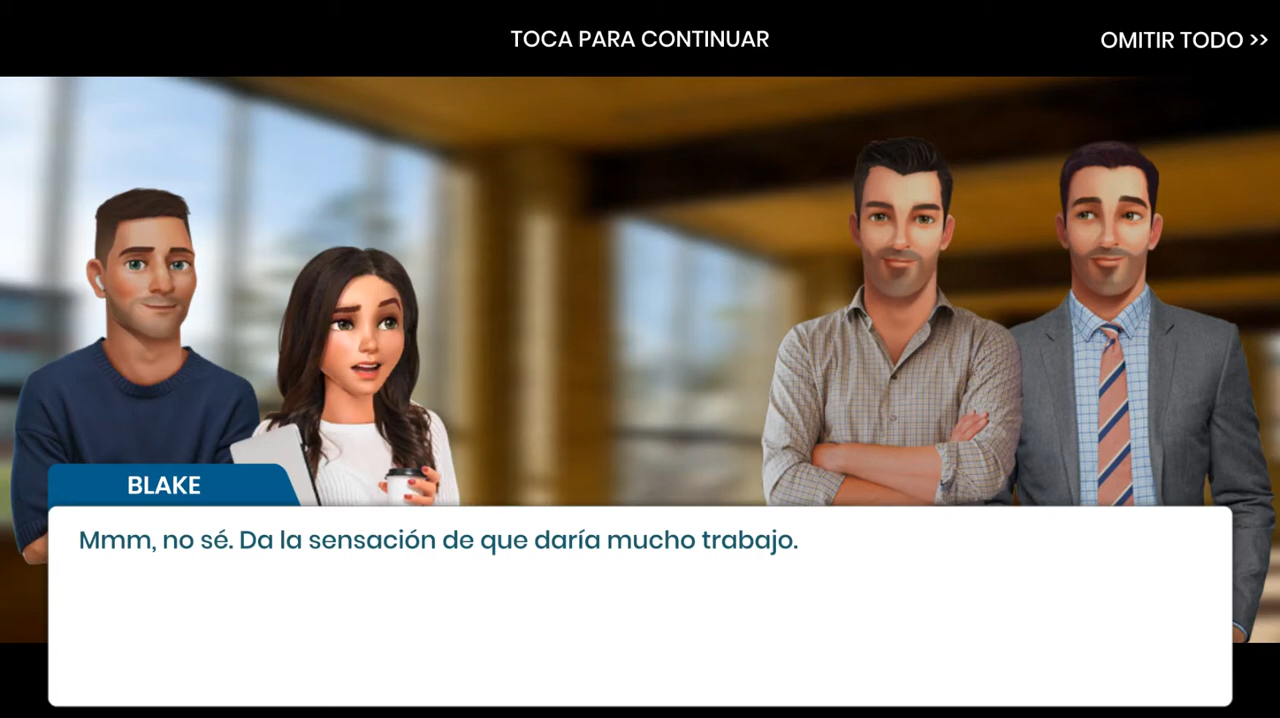 TOCA PARA CONTINUAR
OMITIR TODO >>
BLAKE
Mmm, no sé. Da la sensación de que daría mucho trabajo.